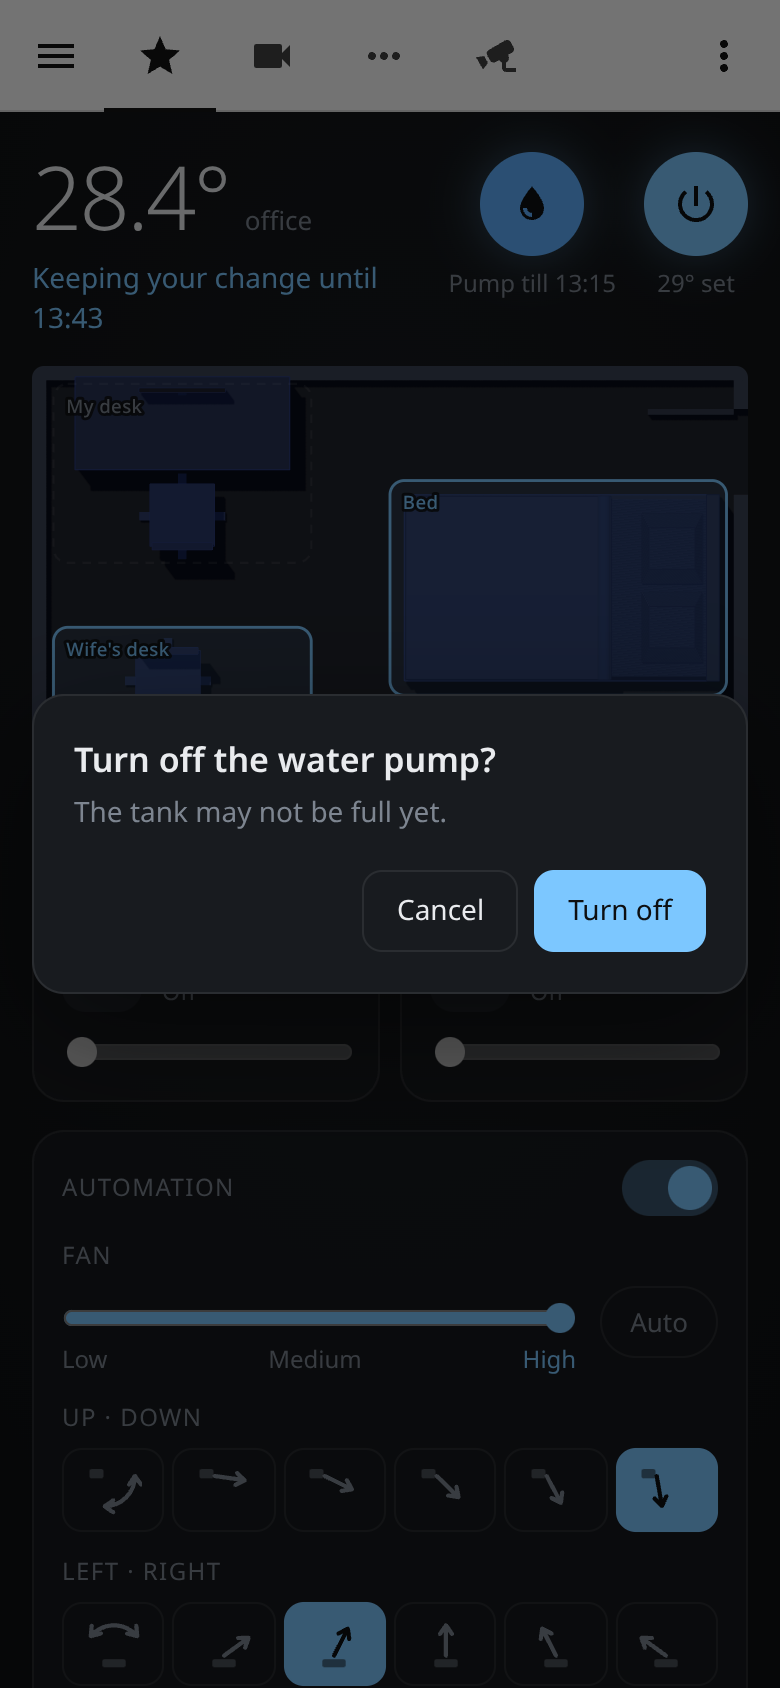 28.4° office
Keeping your change until
13:43
Pump till 13:15
29° set
My desk
Bed
Wife's desk
Turn off the water pump?
The tank may not be full yet.
Cancel
Turn off
Off
Off
AUTOMATION
FAN
Auto
Low
Medium
High
UP · DOWN
LEFT · RIGHT